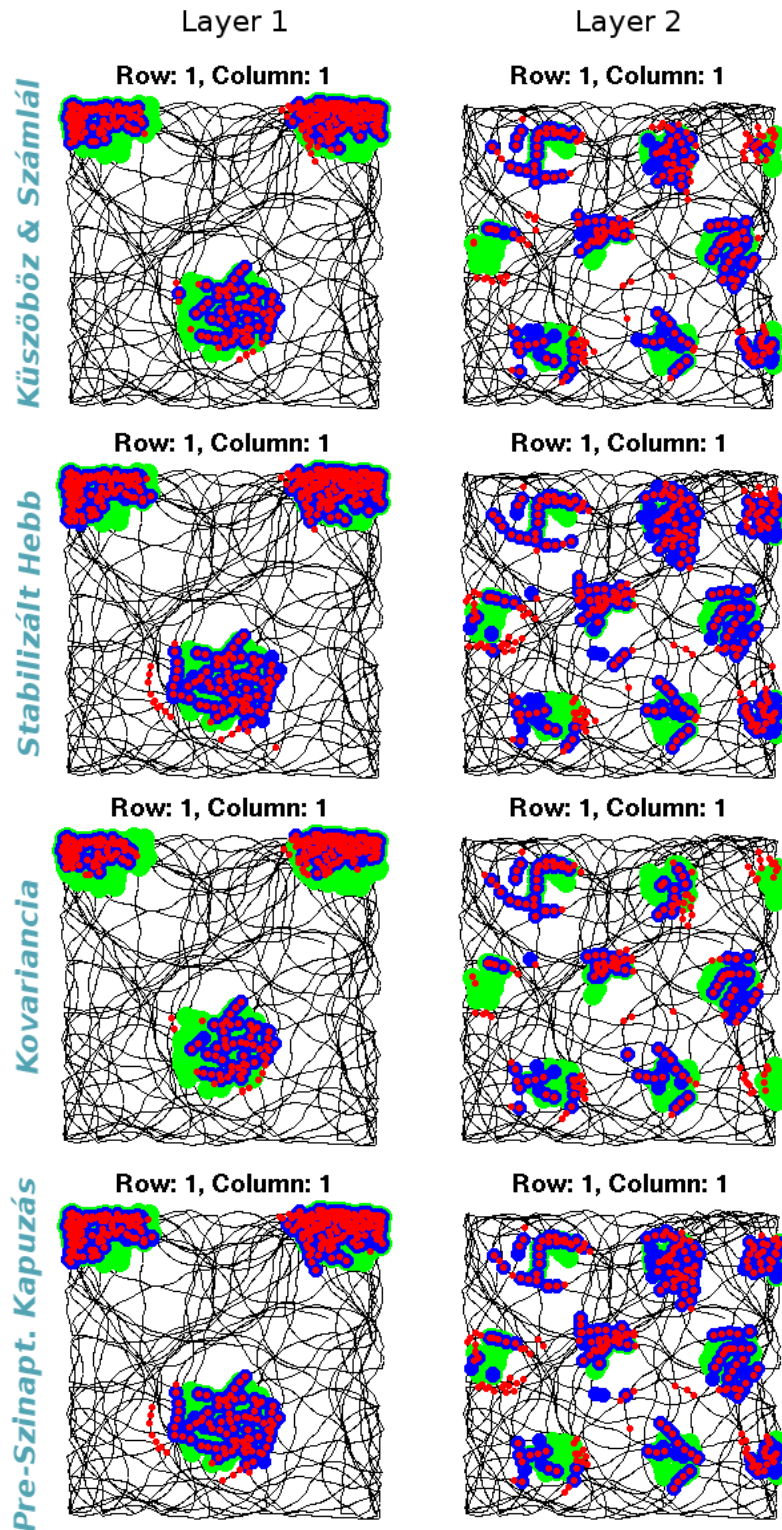 Layer 1
Layer 2
Küszöböz & Számlál
Row: 1, Column: 1
Row: 1, Column: 1
Stabilizált Hebb
Row: 1, Column: 1
Row: 1, Column: 1
Kovariancia
Row: 1, Column: 1
Row: 1, Column: 1
Pre-Szinapt. Kapuzás
Row: 1, Column: 1
Row: 1, Column: 1